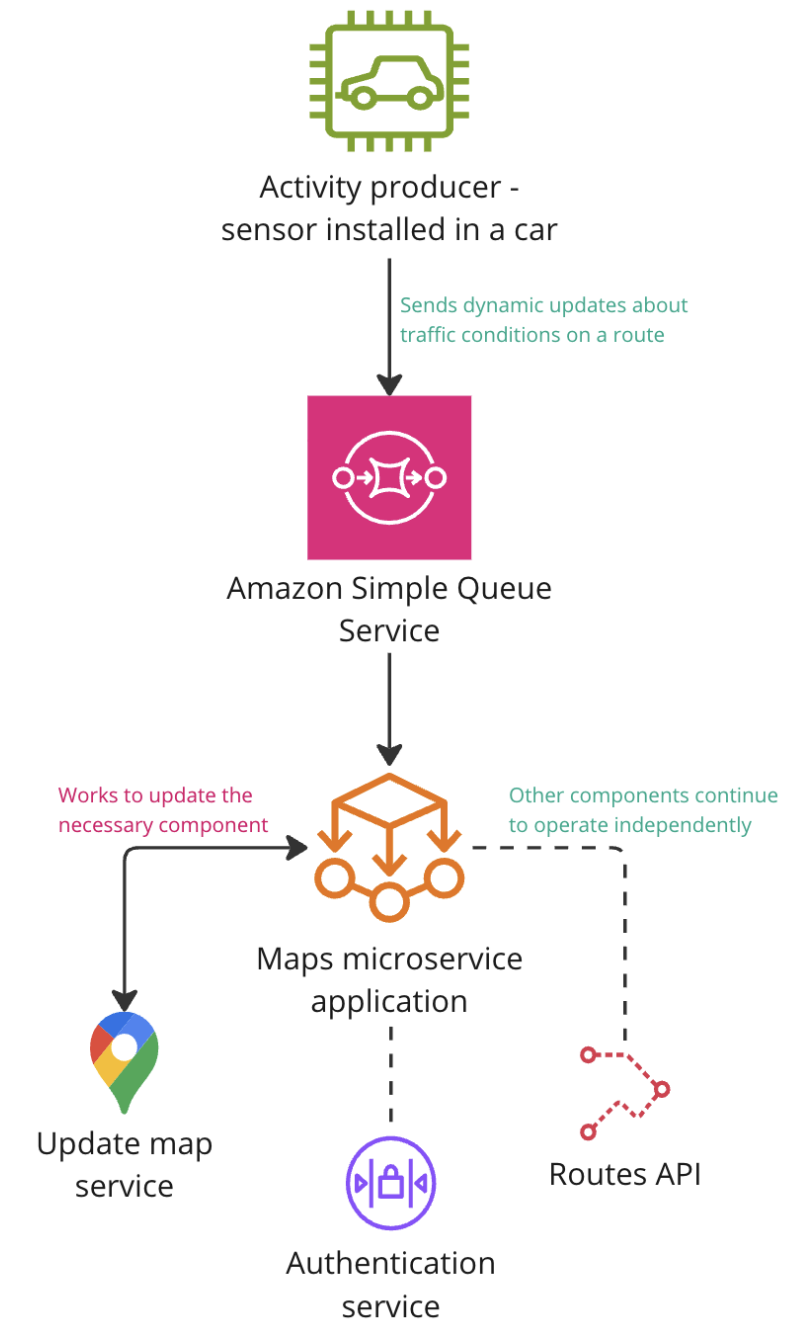 Activity producer -
sensor installed in a car
Sends dynamic updates about
traffic conditions on a route
Amazon Simple Queue
Service
Works to update the
necessary component
Other components continue
to operate independently
Maps microservice
application
Update map
service
Routes API
Authentication
service